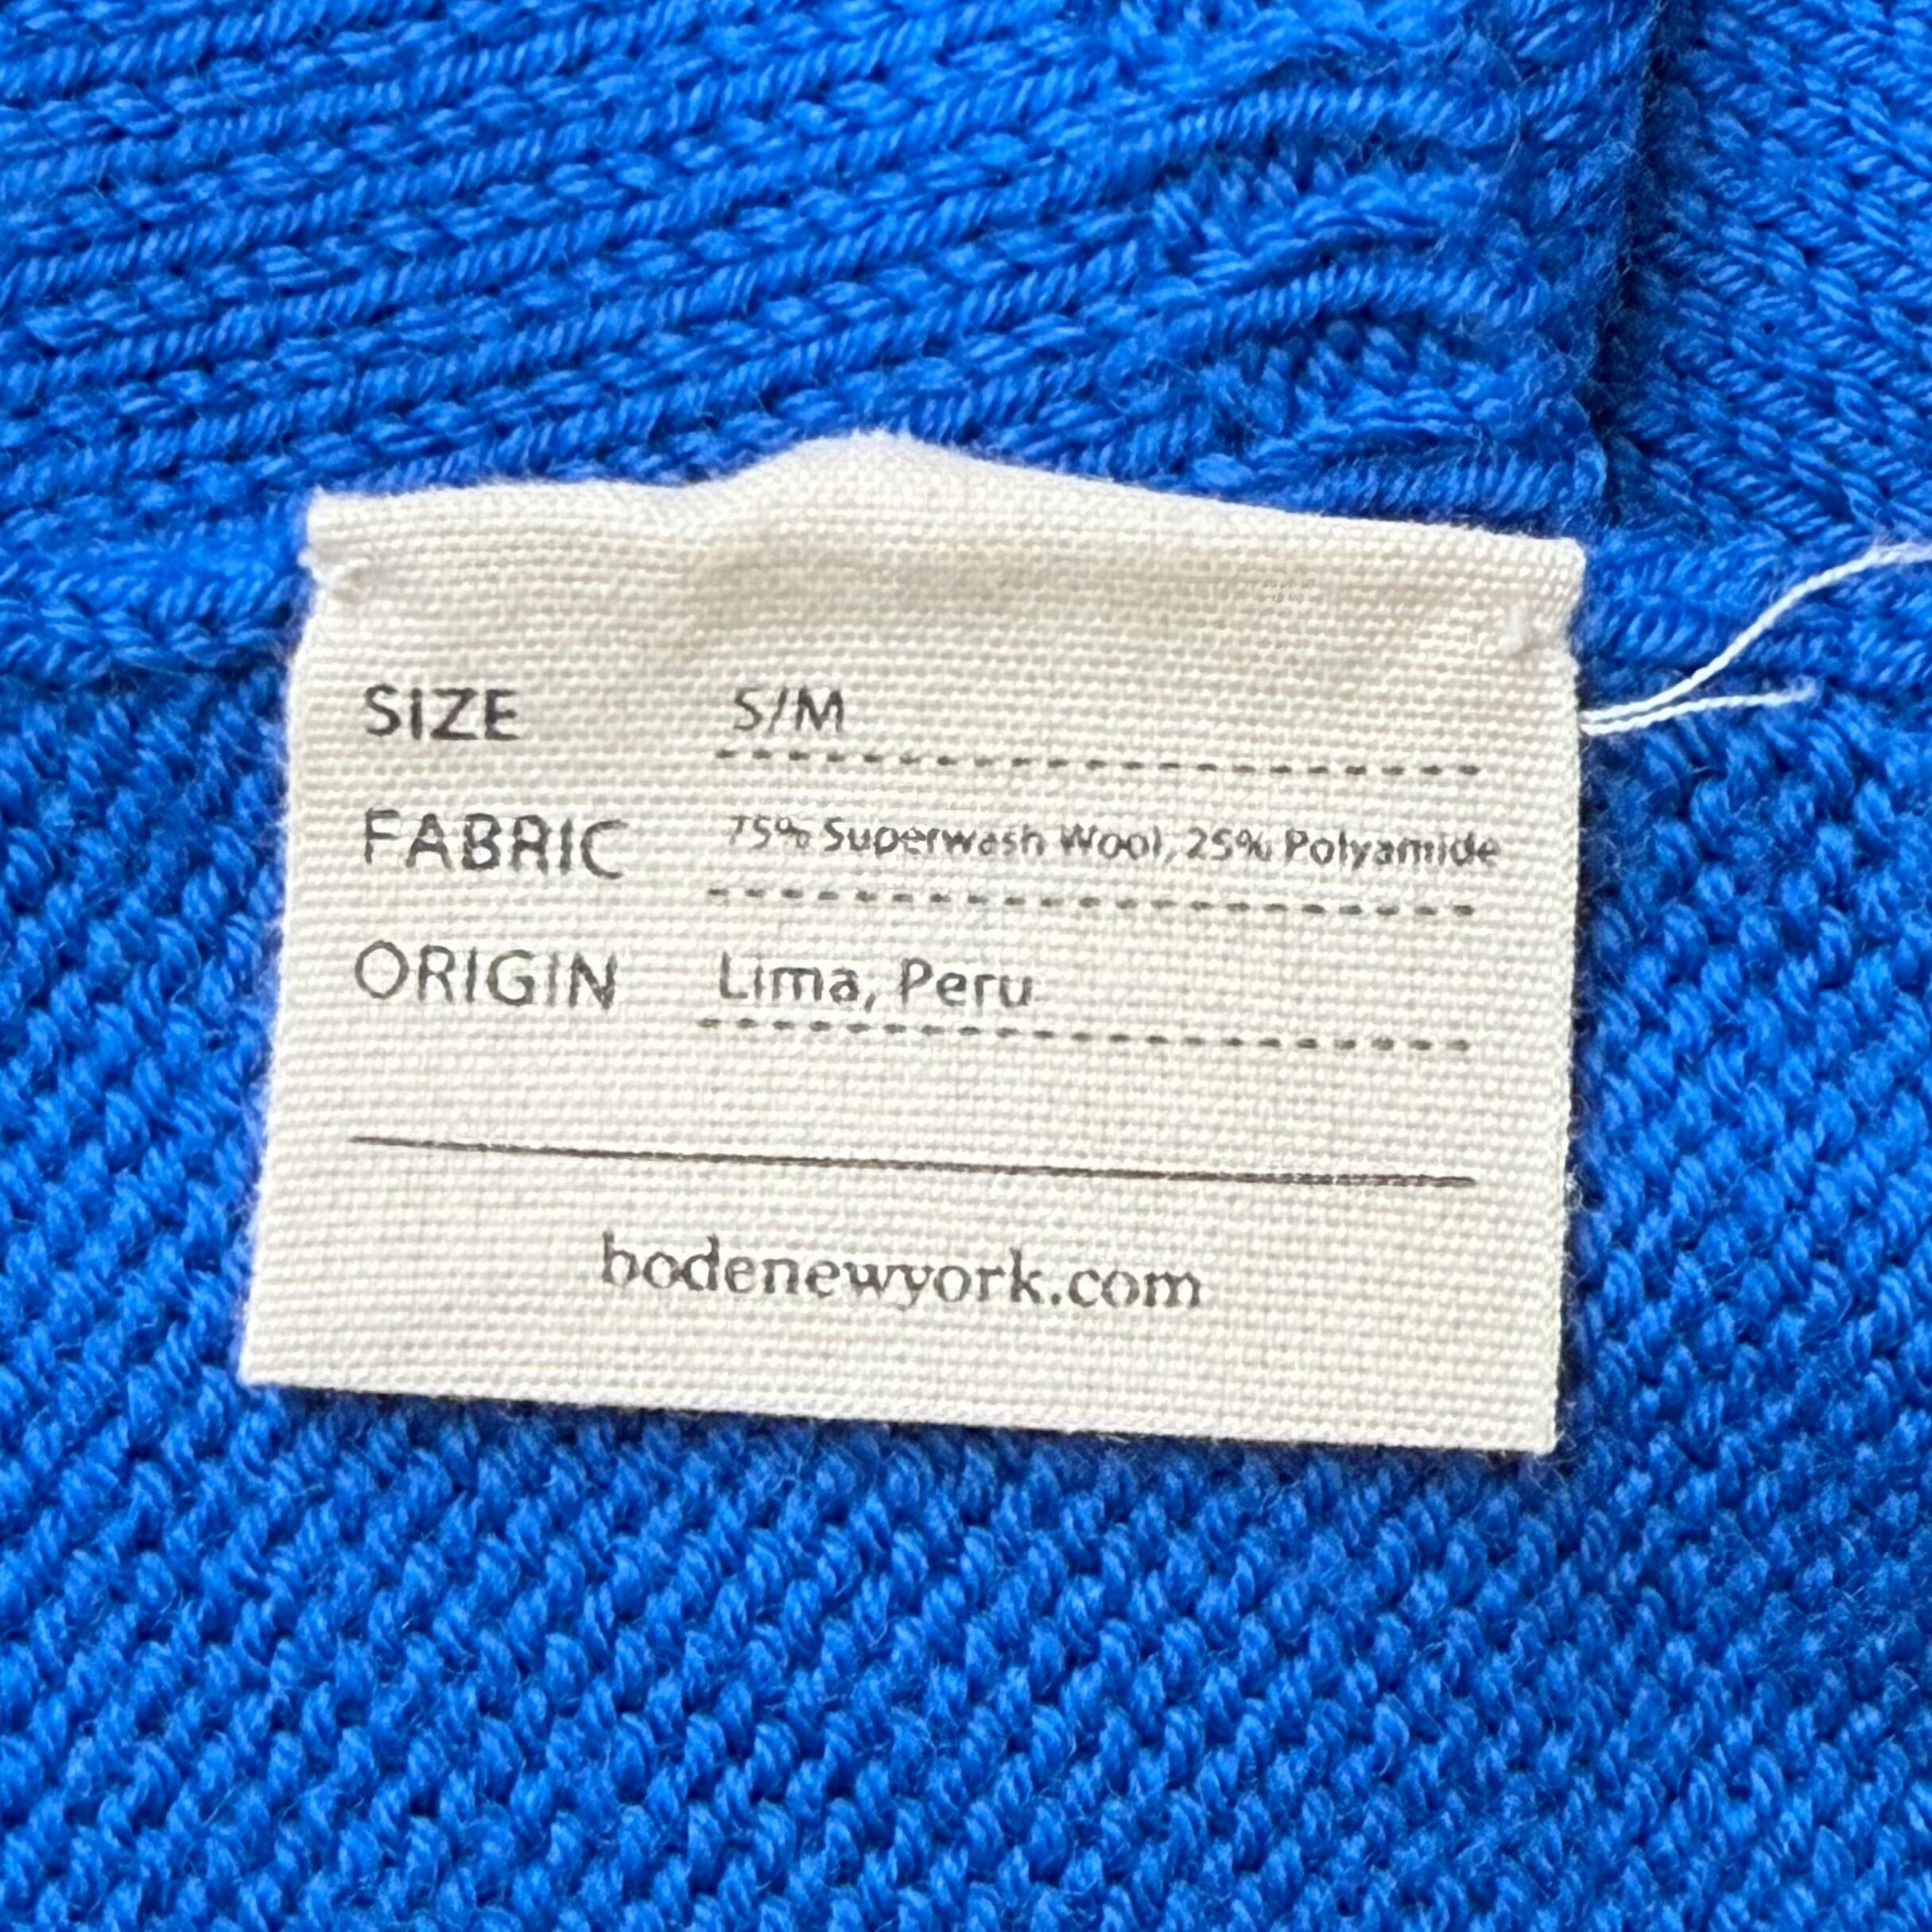 SIZE S/M
FABRIC 75% Superwash Wool, 25% Polyamide
ORIGIN Lima, Peru
bodenewyork.com